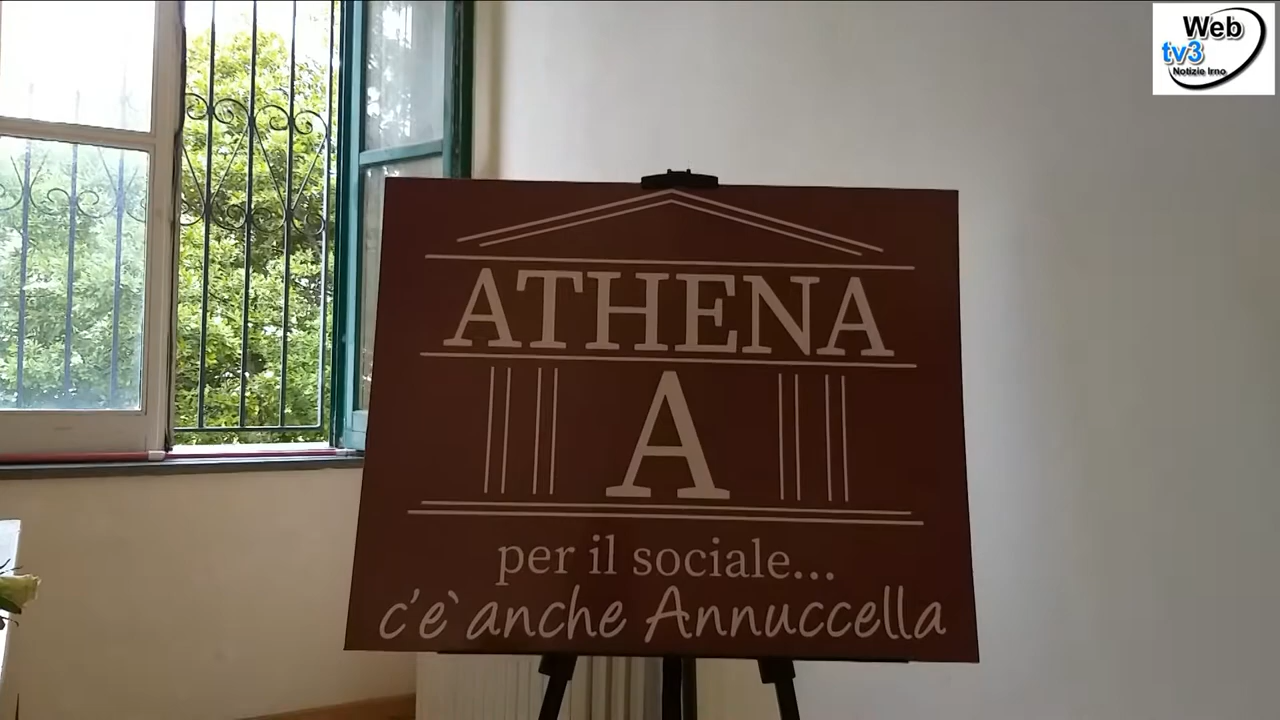 Web
tv3
Notizie Irno
ATHENA
A
per il sociale...
c'è anche Annuccella